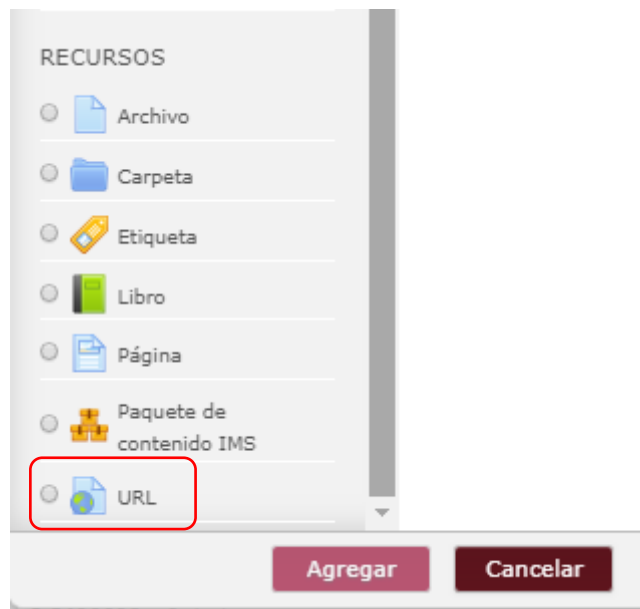 RECURSOS
Archivo
Carpeta
Etiqueta
Libro
Página
Paquete de
contenido IMS
URL
Agregar Cancelar